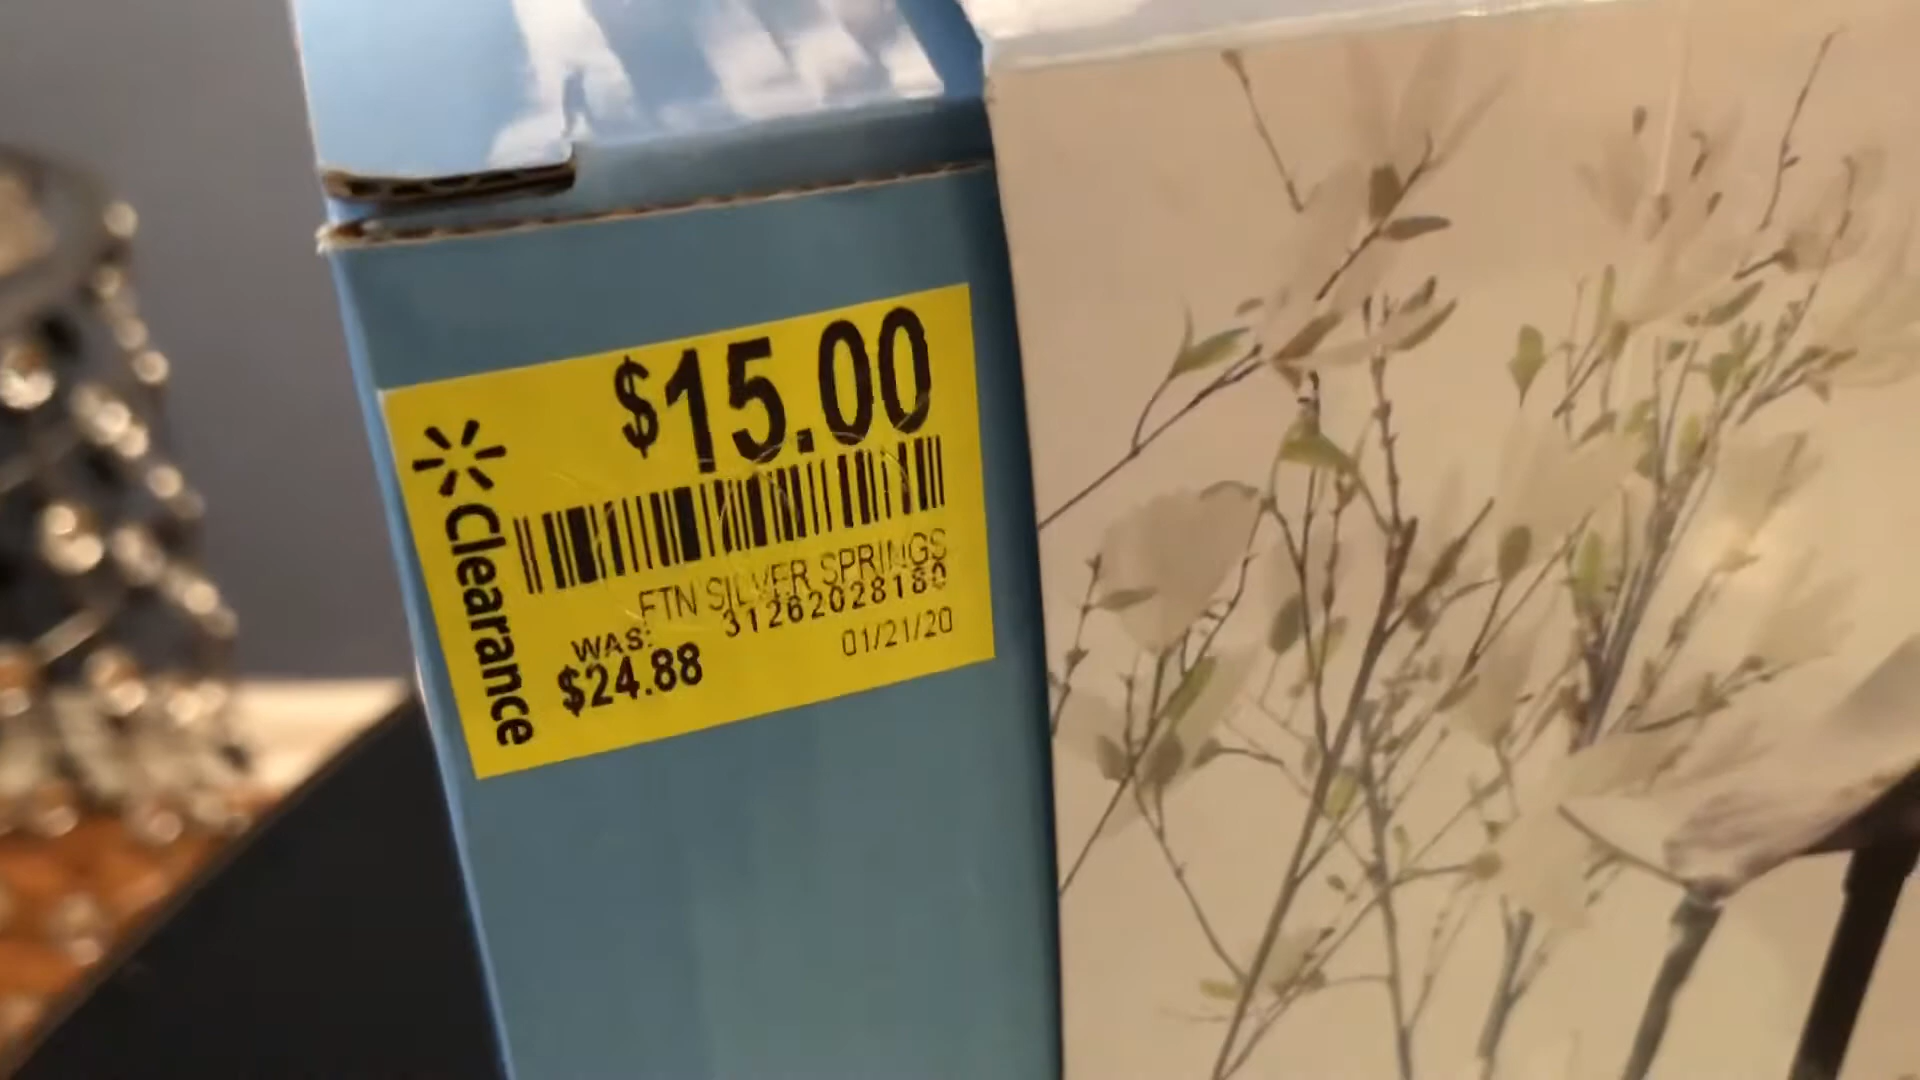 $15.00
Clearance
FTN SILVER SPRINGS
31262028180
WAS:
$24.88
01/21/20